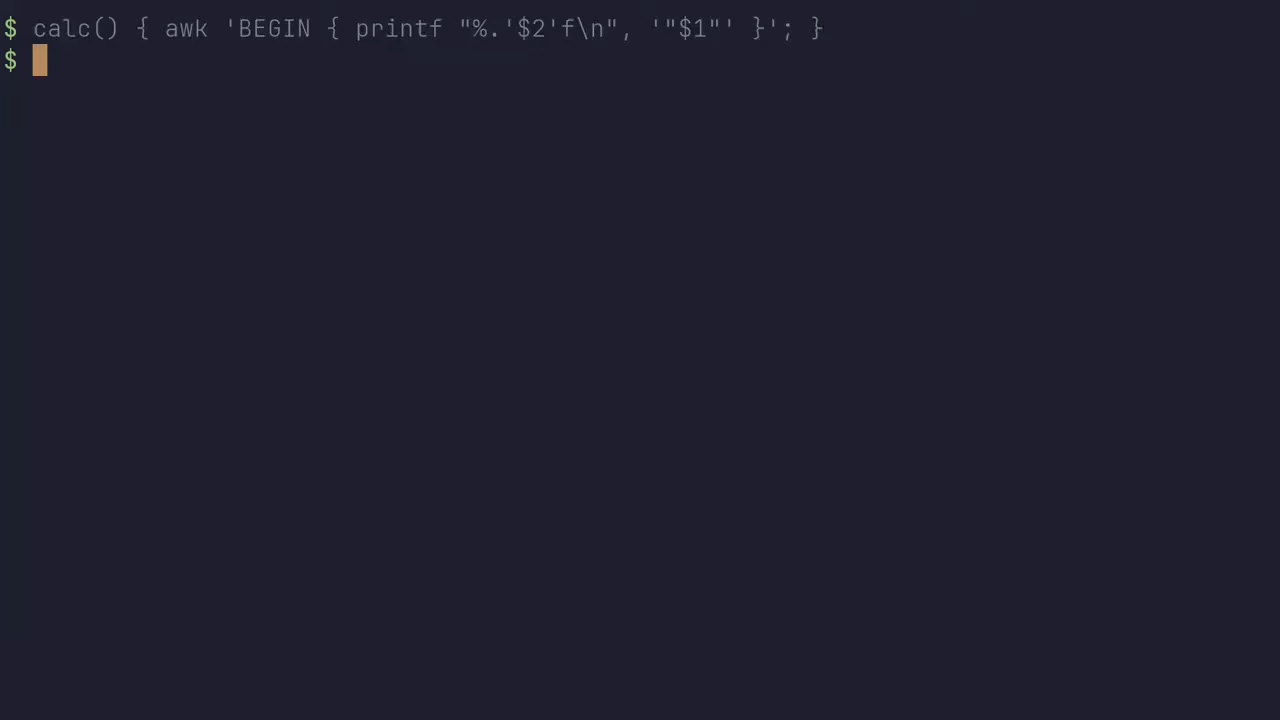 $ calc() { awk 'BEGIN { printf "%.'$2'f\n", '"$1"' }'; }
$